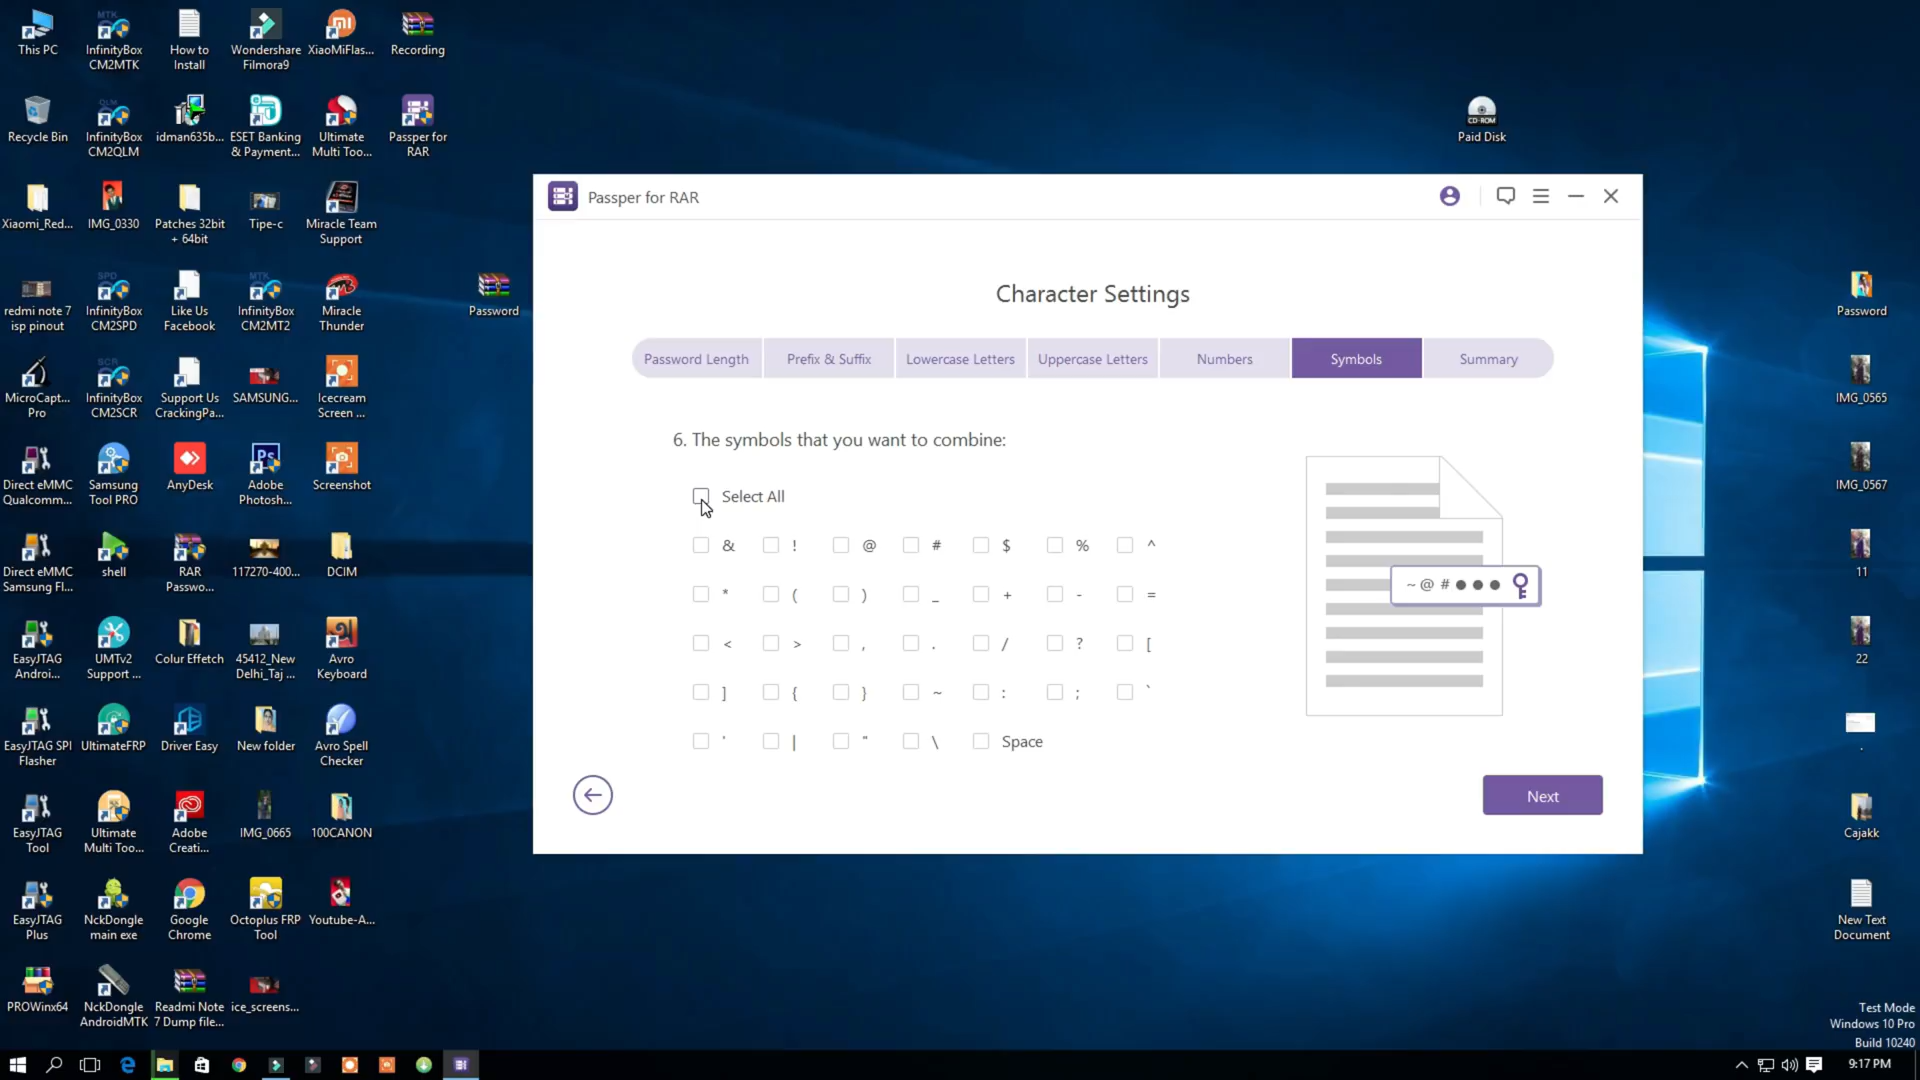 This PC
InfinityBox
CM2MTK
How to
Install
Wondershare
Filmora9
XiaoMiFlas...
Recording
Recycle Bin
InfinityBox
CM2QLM
idman635b...
ESET Banking
& Payment...
Ultimate
Multi Too...
Passper for
RAR
CD-ROM
Paid Disk
Xiaomi_Red...
IMG_0330
Patches 32bit
+ 64bit
Tipe-c
Miracle Team
Support
redmi note 7
isp pinout
InfinityBox
CM2SPD
Like Us
Facebook
InfinityBox
CM2MT2
Miracle
Thunder
Password
MicroCapt...
Pro
InfinityBox
CM2SCR
Support Us
CrackingPa...
SAMSUNG...
Icecream
Screen ...
Direct eMMC
Qualcomm...
Samsung
Tool PRO
AnyDesk
Adobe
Photosh...
Screenshot
Direct eMMC
Samsung Fl...
shell
RAR
Passwo...
117270-400...
DCIM
EasyJTAG
Androi...
UMTv2
Support ...
Colur Effetch
45412_New
Delhi_Taj ...
Avro
Keyboard
EasyJTAG SPI
Flasher
UltimateFRP
Driver Easy
New folder
Avro Spell
Checker
EasyJTAG
Tool
Ultimate
Multi Too...
Adobe
Creati...
IMG_0665
100CANON
EasyJTAG
Plus
NckDongle
main exe
Google
Chrome
Octoplus FRP
Tool
Youtube-A...
PROWinx64
NckDongle
AndroidMTK
Readmi Note
7 Dump file...
ice_screens...
Passper for RAR
Character Settings
Password Length
Prefix & Suffix
Lowercase Letters
Uppercase Letters
Numbers
Symbols
Summary
6. The symbols that you want to combine:
Select All
& ! @ # $ % ^
* ( ) _ + - =
< > , . / ? [
] { } ~ : ; `
' | " \ Space
~ @ #
Next
Password
IMG_0565
IMG_0567
11
22
.
Cajakk
New Text
Document
Test Mode
Windows 10 Pro
Build 10240
9:17 PM